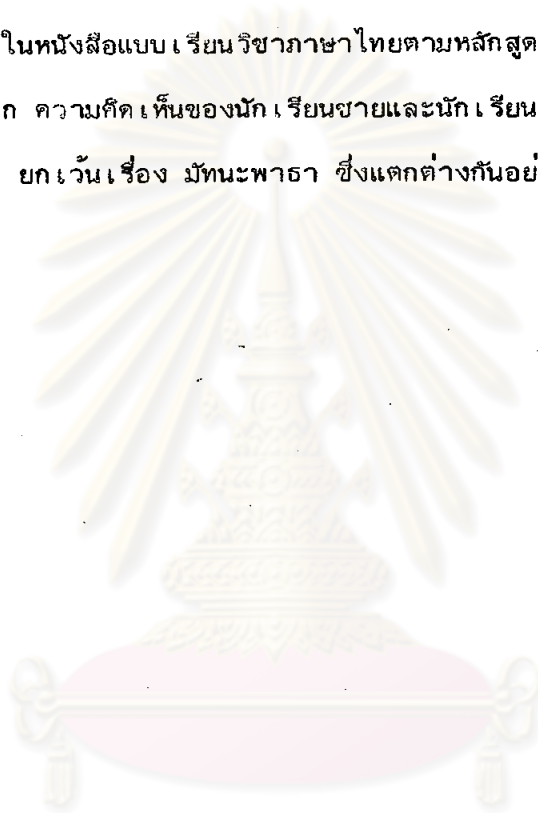 ในหนังสือแบบเรียนวิชาภาษาไทยตามหลักสูต
ก ความคิดเห็นของนักเรียนชายและนักเรียน
ยกเว้นเรื่อง มัทนะพาธา ซึ่งแตกต่างกันอย่